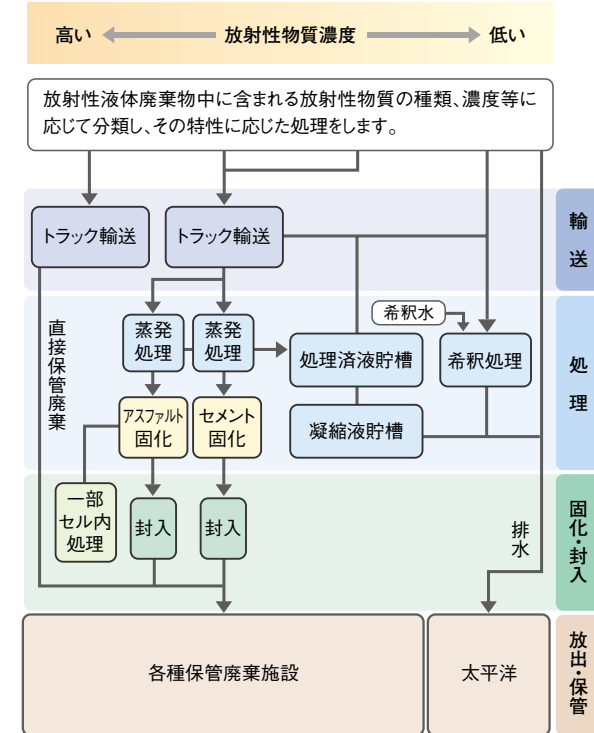 高い
放射性物質濃度
低い
放射性液体廃棄物中に含まれる放射性物質の種類、濃度等に
応じて分類し、その特性に応じた処理をします。
トラック輸送
トラック輸送
輸送
直接保管廃棄
希釈水
蒸発
処理
蒸発
処理
処理済液貯槽
希釈処理
処理
アスファルト
固化
セメント
固化
凝縮液貯槽
一部
セル内
処理
封入
封入
排水
固化・封入
各種保管廃棄施設
太平洋
放出・保管